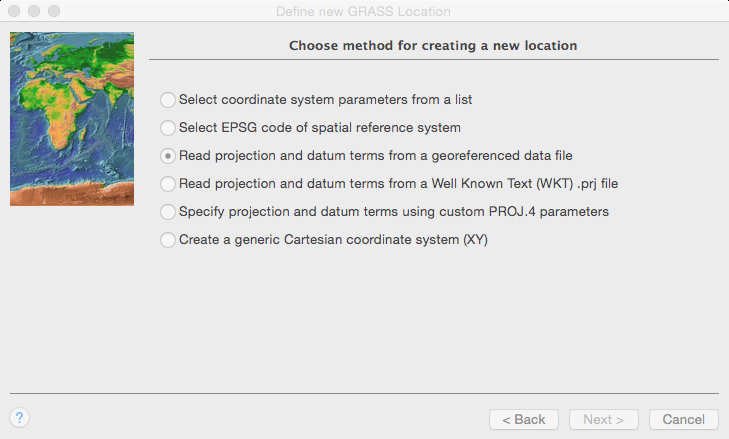 Define new GRASS Location
Choose method for creating a new location
Select coordinate system parameters from a list
Select EPSG code of spatial reference system
Read projection and datum terms from a georeferenced data file
Read projection and datum terms from a Well Known Text (WKT) .prj file
Specify projection and datum terms using custom PROJ.4 parameters
Create a generic Cartesian coordinate system (XY)
? < Back Next > Cancel